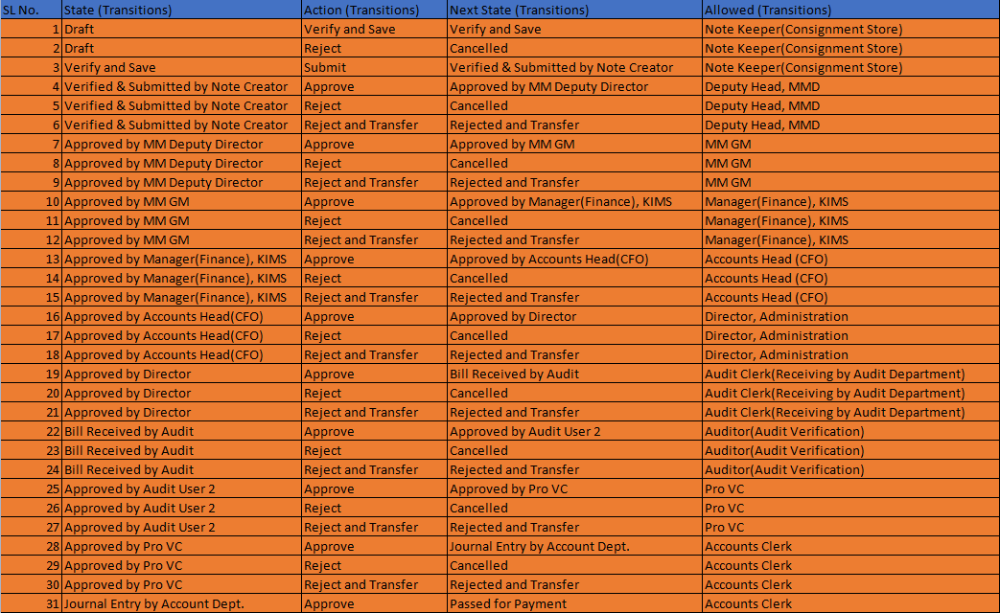 SL No. State (Transitions) Action (Transitions) Next State (Transitions) Allowed (Transitions)
1 Draft Verify and Save Verify and Save Note Keeper(Consignment Store)
2 Draft Reject Cancelled Note Keeper(Consignment Store)
3 Verify and Save Submit Verified & Submitted by Note Creator Note Keeper(Consignment Store)
4 Verified & Submitted by Note Creator Approve Approved by MM Deputy Director Deputy Head, MMD
5 Verified & Submitted by Note Creator Reject Cancelled Deputy Head, MMD
6 Verified & Submitted by Note Creator Reject and Transfer Rejected and Transfer Deputy Head, MMD
7 Approved by MM Deputy Director Approve Approved by MM GM MM GM
8 Approved by MM Deputy Director Reject Cancelled MM GM
9 Approved by MM Deputy Director Reject and Transfer Rejected and Transfer MM GM
10 Approved by MM GM Approve Approved by Manager(Finance), KIMS Manager(Finance), KIMS
11 Approved by MM GM Reject Cancelled Manager(Finance), KIMS
12 Approved by MM GM Reject and Transfer Rejected and Transfer Manager(Finance), KIMS
13 Approved by Manager(Finance), KIMS Approve Approved by Accounts Head(CFO) Accounts Head (CFO)
14 Approved by Manager(Finance), KIMS Reject Cancelled Accounts Head (CFO)
15 Approved by Manager(Finance), KIMS Reject and Transfer Rejected and Transfer Accounts Head (CFO)
16 Approved by Accounts Head(CFO) Approve Approved by Director Director, Administration
17 Approved by Accounts Head(CFO) Reject Cancelled Director, Administration
18 Approved by Accounts Head(CFO) Reject and Transfer Rejected and Transfer Director, Administration
19 Approved by Director Approve Bill Received by Audit Audit Clerk(Receiving by Audit Department)
20 Approved by Director Reject Cancelled Audit Clerk(Receiving by Audit Department)
21 Approved by Director Reject and Transfer Rejected and Transfer Audit Clerk(Receiving by Audit Department)
22 Bill Received by Audit Approve Approved by Audit User 2 Auditor(Audit Verification)
23 Bill Received by Audit Reject Cancelled Auditor(Audit Verification)
24 Bill Received by Audit Reject and Transfer Rejected and Transfer Auditor(Audit Verification)
25 Approved by Audit User 2 Approve Approved by Pro VC Pro VC
26 Approved by Audit User 2 Reject Cancelled Pro VC
27 Approved by Audit User 2 Reject and Transfer Rejected and Transfer Pro VC
28 Approved by Pro VC Approve Journal Entry by Account Dept. Accounts Clerk
29 Approved by Pro VC Reject Cancelled Accounts Clerk
30 Approved by Pro VC Reject and Transfer Rejected and Transfer Accounts Clerk
31 Journal Entry by Account Dept. Approve Passed for Payment Accounts Clerk